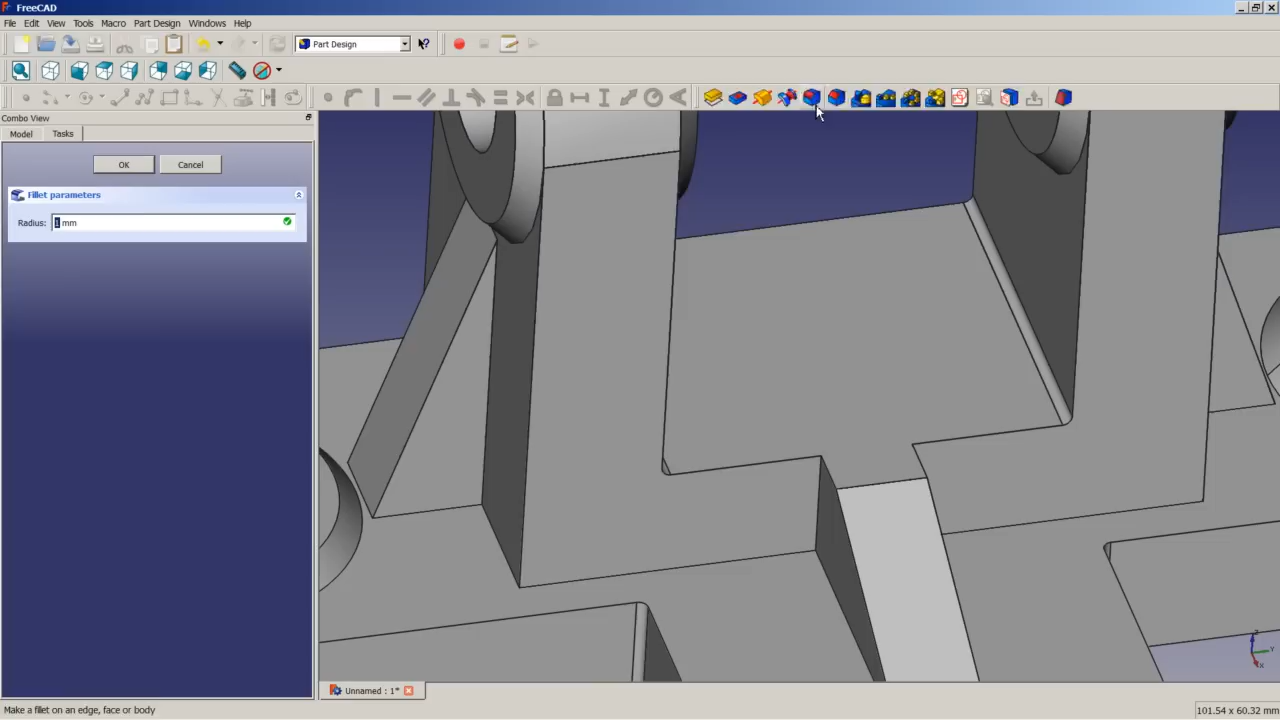 FreeCAD
File Edit View Tools Macro Part Design Windows Help
Part Design
Combo View
Model Tasks
OK Cancel
Fillet parameters
Radius: 1 mm
Z
Y
X
Unnamed : 1*
Make a fillet on an edge, face or body
101.54 x 60.32 mm